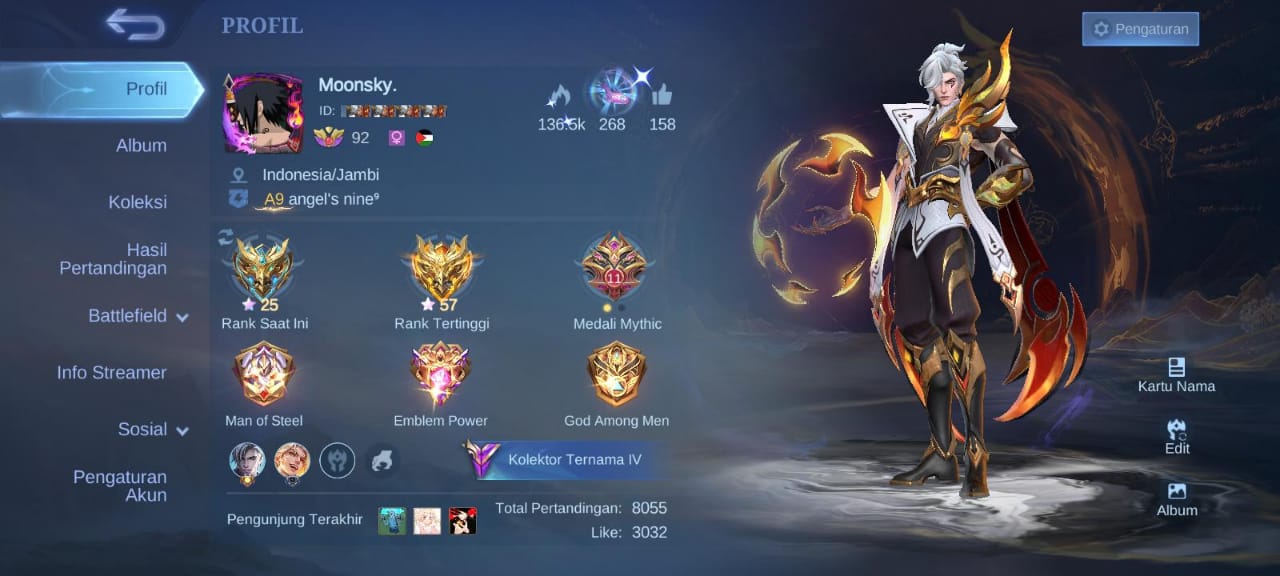 PROFIL
Pengaturan
Profil
Album
Koleksi
Hasil
Pertandingan
Battlefield
Info Streamer
Sosial
Pengaturan
Akun
Moonsky.
ID:
92
136.5k 268 158
Indonesia/Jambi
A9 angel's nine⁹
25
57
11
Rank Saat Ini
Rank Tertinggi
Medali Mythic
Man of Steel
Emblem Power
God Among Men
Kolektor Ternama IV
Pengunjung Terakhir
Total Pertandingan: 8055
Like: 3032
Kartu Nama
Edit
Album